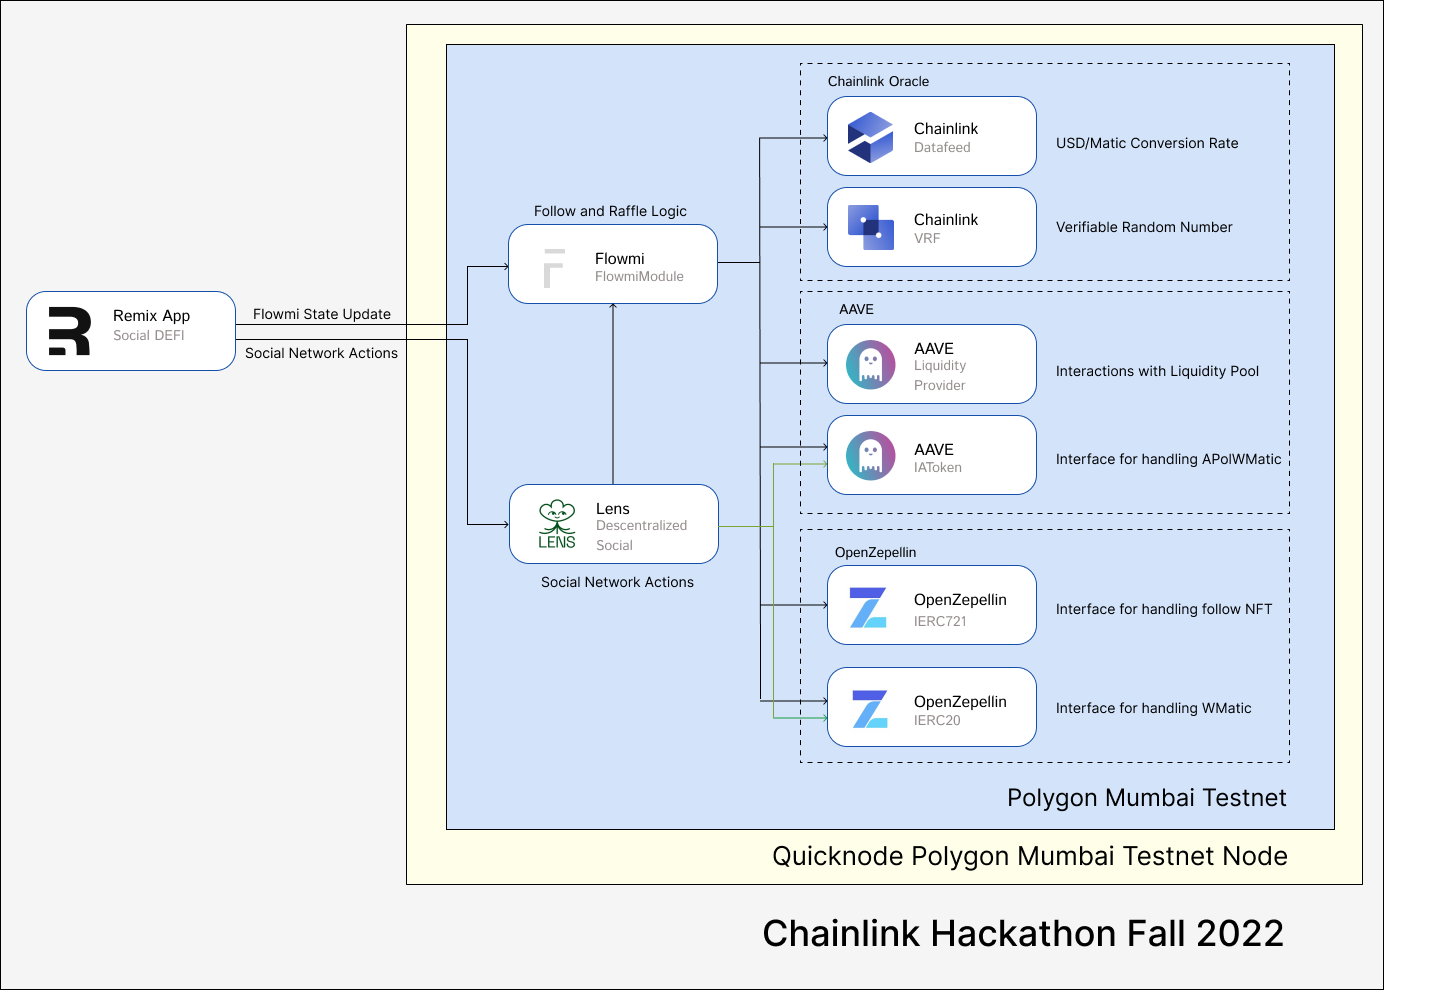 Chainlink Oracle
Chainlink
Datafeed
USD/Matic Conversion Rate
Chainlink
VRF
Verifiable Random Number
Follow and Raffle Logic
Flowmi
FlowmiModule
Remix App
Social DEFI
Flowmi State Update
Social Network Actions
AAVE
AAVE
Liquidity
Provider
Interactions with Liquidity Pool
AAVE
IAToken
Interface for handling APolWMatic
LENS
Lens
Descentralized
Social
Social Network Actions
OpenZepellin
OpenZepellin
IERC721
Interface for handling follow NFT
OpenZepellin
IERC20
Interface for handling WMatic
Polygon Mumbai Testnet
Quicknode Polygon Mumbai Testnet Node
Chainlink Hackathon Fall 2022